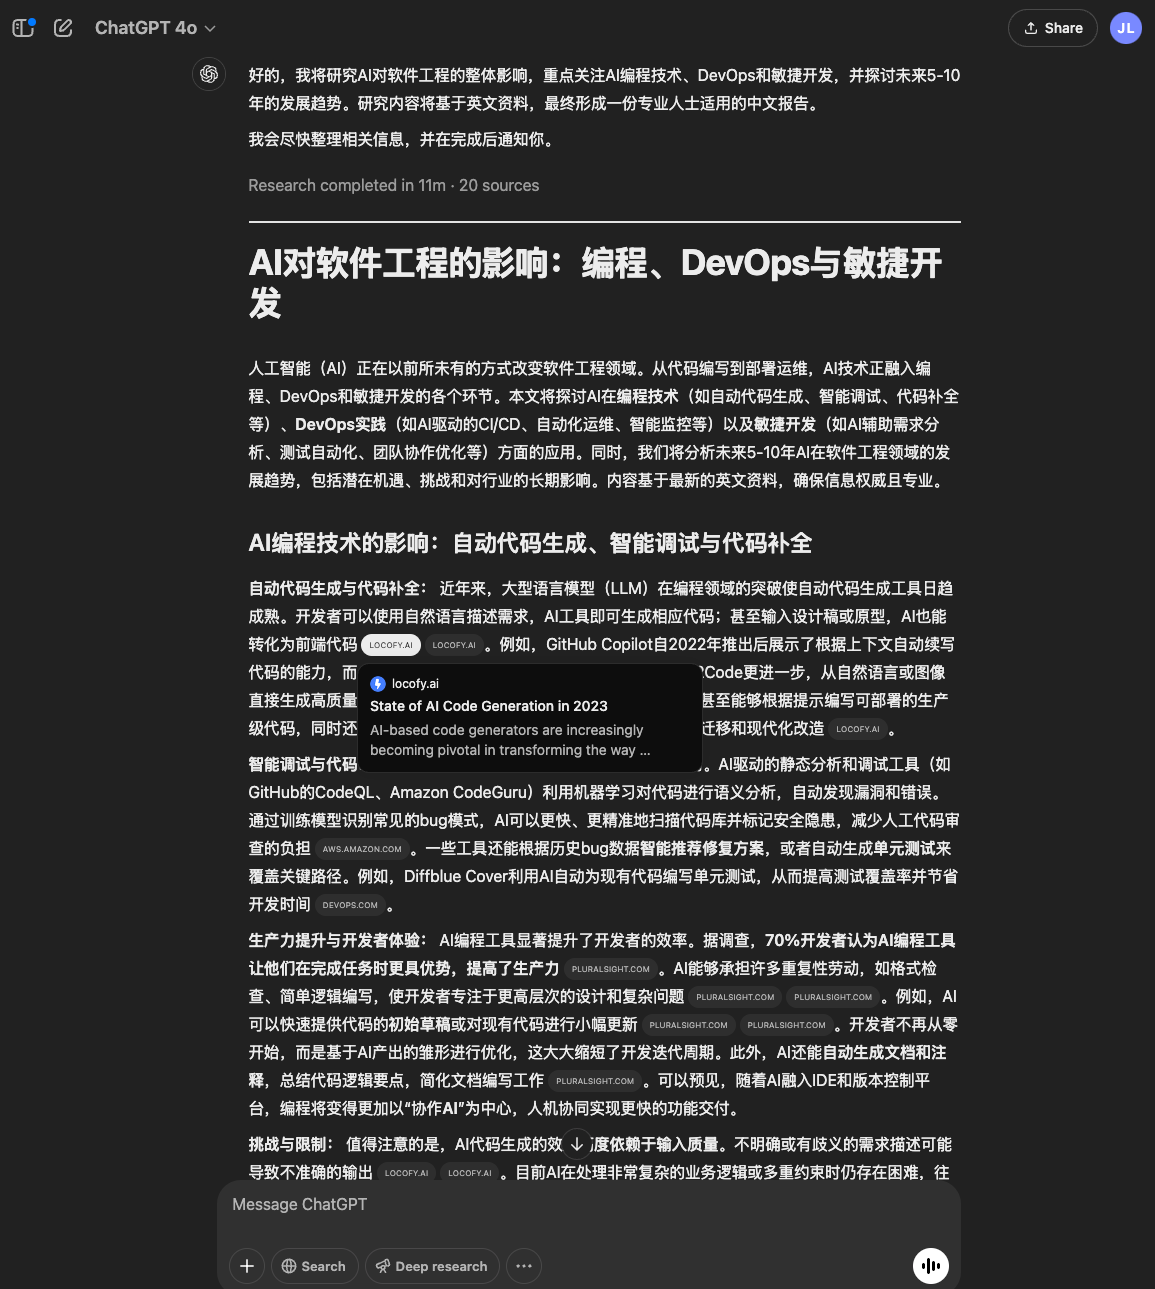 ChatGPT 4o
Share
JL
好的，我将研究AI对软件工程的整体影响，重点关注AI编程技术、DevOps和敏捷开发，并探讨未来5-10
年的发展趋势。研究内容将基于英文资料，最终形成一份专业人士适用的中文报告。
我会尽快整理相关信息，并在完成后通知你。
Research completed in 11m · 20 sources
AI对软件工程的影响：编程、DevOps与敏捷开
发
人工智能（AI）正在以前所未有的方式改变软件工程领域。从代码编写到部署运维，AI技术正融入编
程、DevOps和敏捷开发的各个环节。本文将探讨AI在编程技术（如自动代码生成、智能调试、代码补全
等）、DevOps实践（如AI驱动的CI/CD、自动化运维、智能监控等）以及敏捷开发（如AI辅助需求分
析、测试自动化、团队协作优化等）方面的应用。同时，我们将分析未来5-10年AI在软件工程领域的发
展趋势，包括潜在机遇、挑战和对行业的长期影响。内容基于最新的英文资料，确保信息权威且专业。
AI编程技术的影响：自动代码生成、智能调试与代码补全
自动代码生成与代码补全： 近年来，大型语言模型（LLM）在编程领域的突破使自动代码生成工具日趋
成熟。开发者可以使用自然语言描述需求，AI工具即可生成相应代码；甚至输入设计稿或原型，AI也能
转化为前端代码 LOCOFY.AI LOCOFY.AI 。例如，GitHub Copilot自2022年推出后展示了根据上下文自动续写
代码的能力，而 Code更进一步，从自然语言或图像
直接生成高质量 甚至能够根据提示编写可部署的生产
级代码，同时还 迁移和现代化改造 LOCOFY.AI 。
locofy.ai
State of AI Code Generation in 2023
AI-based code generators are increasingly
becoming pivotal in transforming the way ...
智能调试与代码 。AI驱动的静态分析和调试工具（如
GitHub的CodeQL、Amazon CodeGuru）利用机器学习对代码进行语义分析，自动发现漏洞和错误。
通过训练模型识别常见的bug模式，AI可以更快、更精准地扫描代码库并标记安全隐患，减少人工代码审
查的负担 AWS.AMAZON.COM 。一些工具还能根据历史bug数据智能推荐修复方案，或者自动生成单元测试来
覆盖关键路径。例如，Diffblue Cover利用AI自动为现有代码编写单元测试，从而提高测试覆盖率并节省
开发时间 DEVOPS.COM 。
生产力提升与开发者体验： AI编程工具显著提升了开发者的效率。据调查，70%开发者认为AI编程工具
让他们在完成任务时更具优势，提高了生产力 PLURALSIGHT.COM 。AI能够承担许多重复性劳动，如格式检
查、简单逻辑编写，使开发者专注于更高层次的设计和复杂问题 PLURALSIGHT.COM PLURALSIGHT.COM 。例如，AI
可以快速提供代码的初始草稿或对现有代码进行小幅更新 PLURALSIGHT.COM PLURALSIGHT.COM 。开发者不再从零
开始，而是基于AI产出的雏形进行优化，这大大缩短了开发迭代周期。此外，AI还能自动生成文档和注
释，总结代码逻辑要点，简化文档编写工作 PLURALSIGHT.COM 。可以预见，随着AI融入IDE和版本控制平
台，编程将变得更加以“协作AI”为中心，人机协同实现更快的功能交付。
挑战与限制： 值得注意的是，AI代码生成的效 度依赖于输入质量。不明确或有歧义的需求描述可能
导致不准确的输出 LOCOFY.AI LOCOFY.AI 。目前AI在处理非常复杂的业务逻辑或多重约束时仍存在困难，往
Message ChatGPT
Search
Deep research